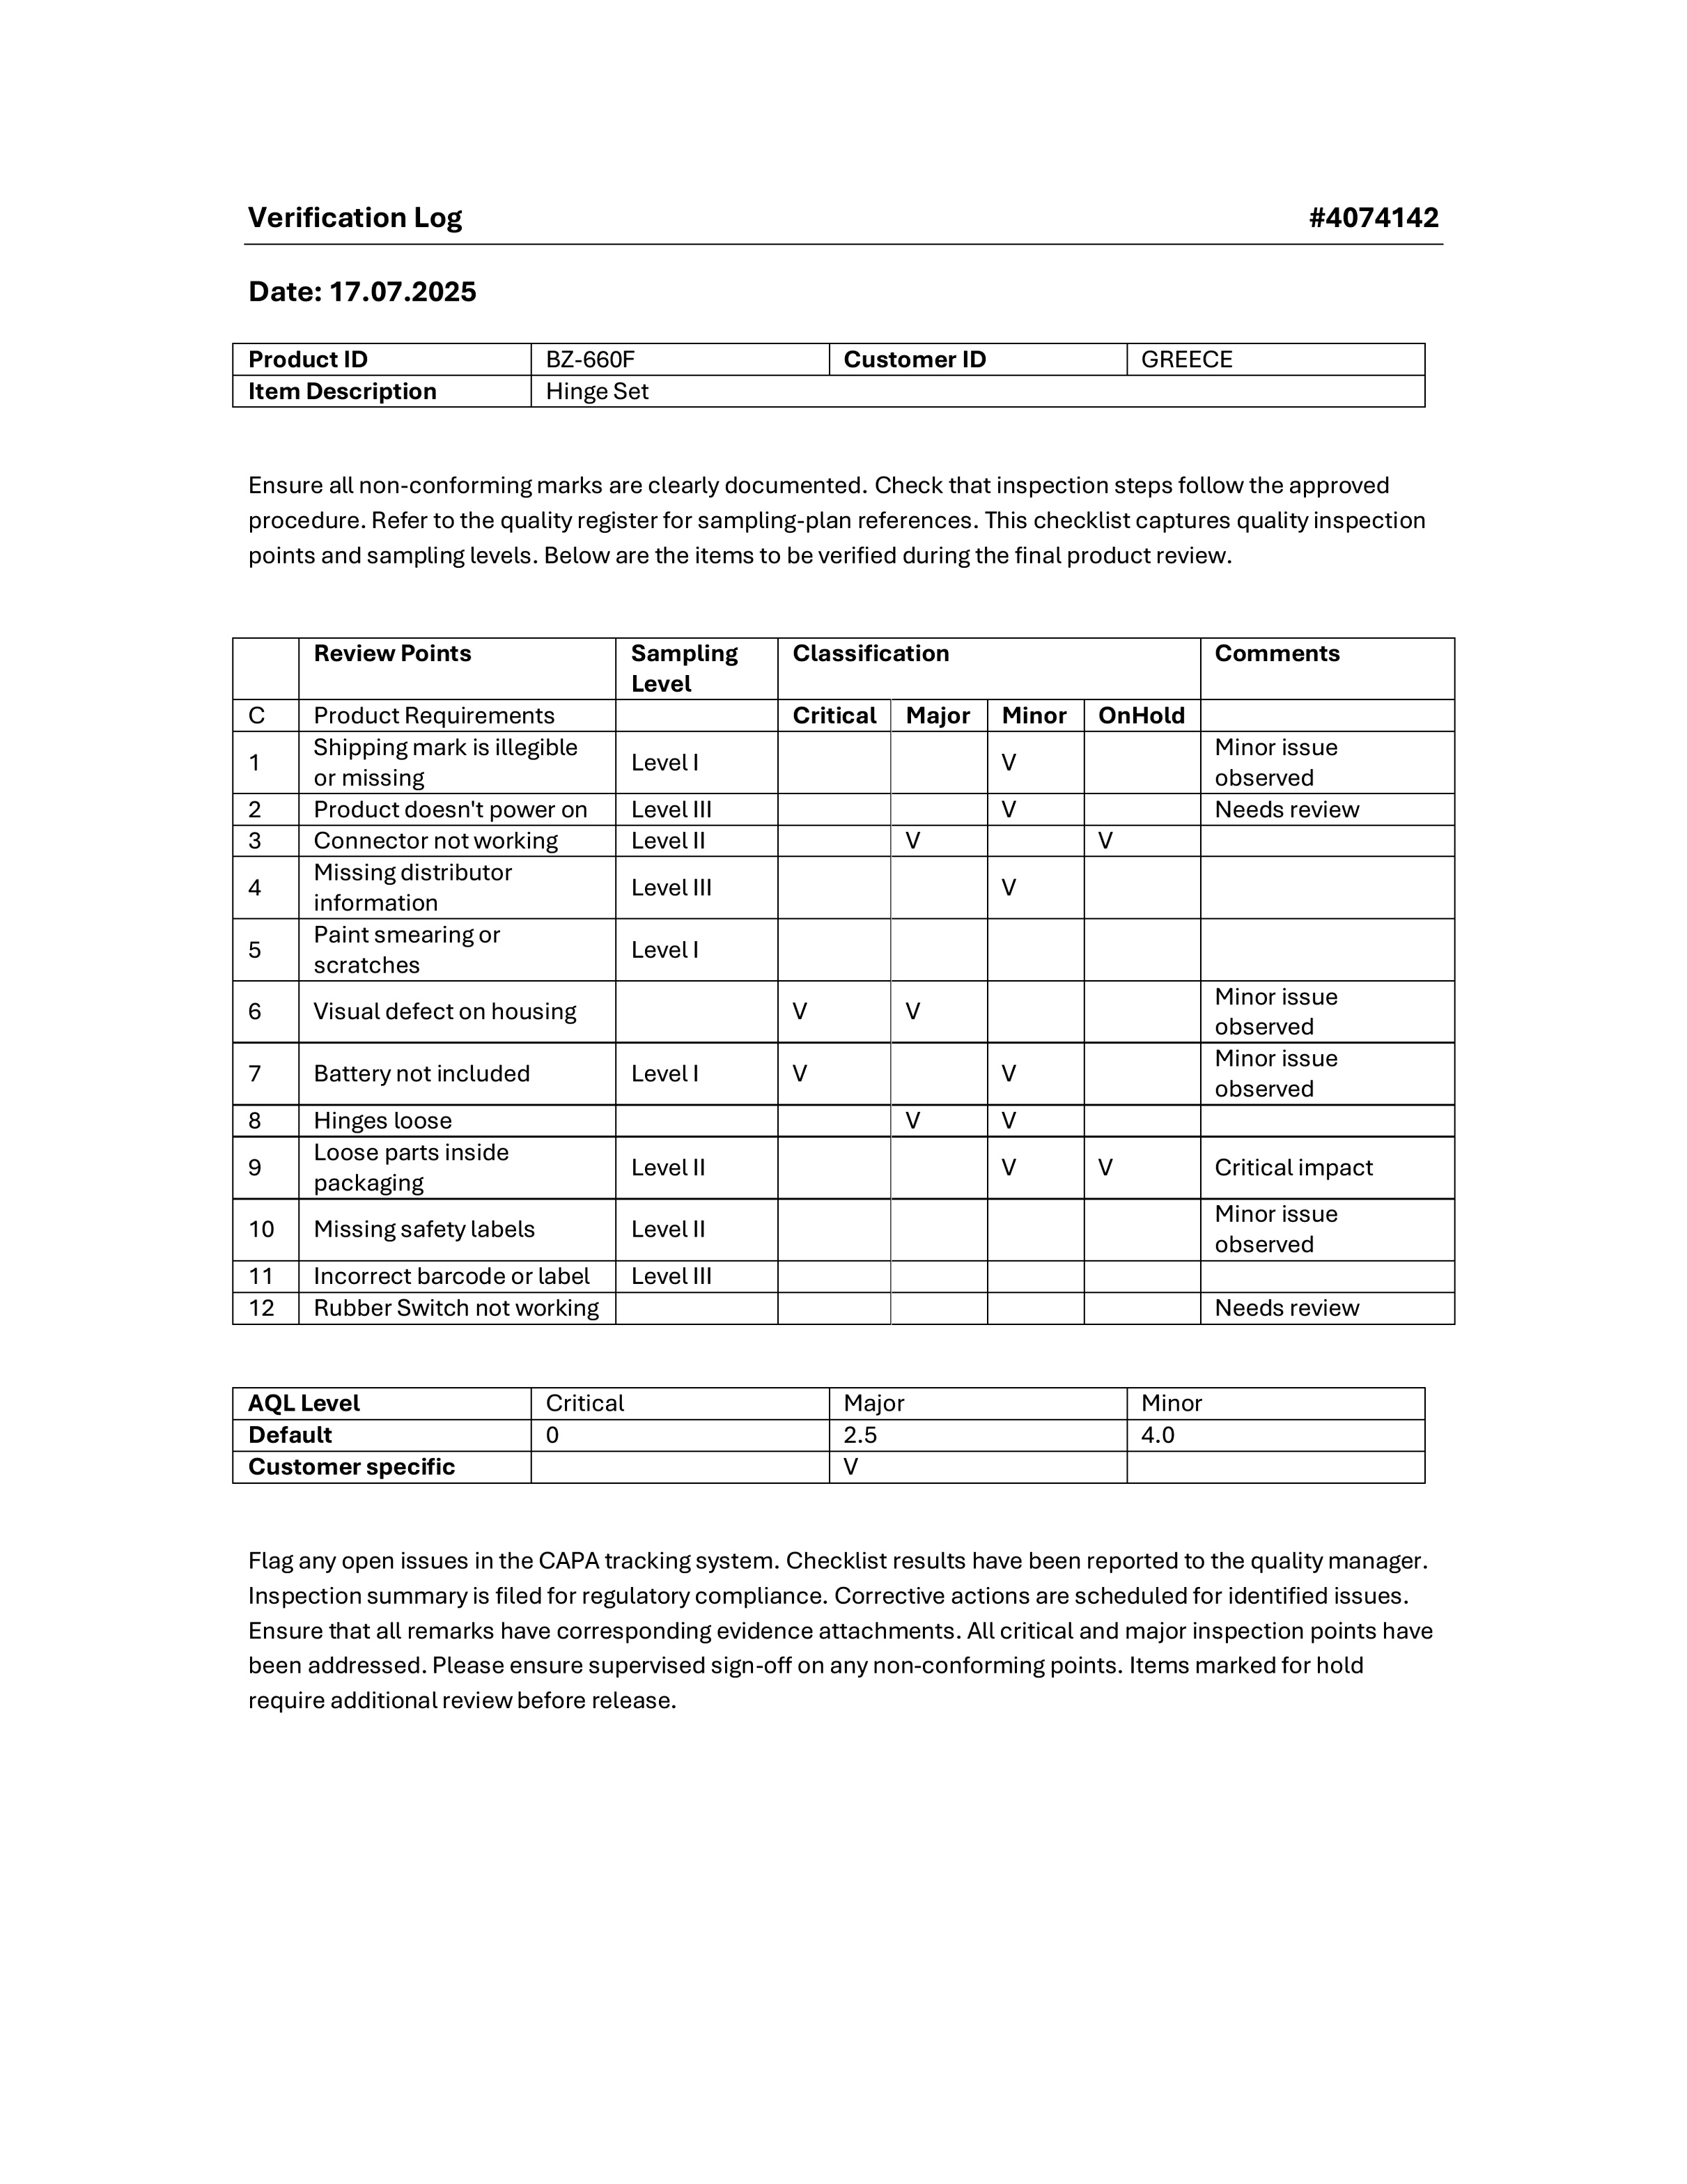 Verification Log #4074142
Date: 17.07.2025
Product ID BZ-660F Customer ID GREECE
Item Description Hinge Set
Ensure all non-conforming marks are clearly documented. Check that inspection steps follow the approved
procedure. Refer to the quality register for sampling-plan references. This checklist captures quality inspection
points and sampling levels. Below are the items to be verified during the final product review.
Review Points Sampling Level Classification Comments
C Product Requirements Critical Major Minor OnHold
1 Shipping mark is illegible or missing Level I V Minor issue observed
2 Product doesn't power on Level III V Needs review
3 Connector not working Level II V V
4 Missing distributor information Level III V
5 Paint smearing or scratches Level I
6 Visual defect on housing V V Minor issue observed
7 Battery not included Level I V V Minor issue observed
8 Hinges loose V V
9 Loose parts inside packaging Level II V V Critical impact
10 Missing safety labels Level II Minor issue observed
11 Incorrect barcode or label Level III
12 Rubber Switch not working Needs review
AQL Level Critical Major Minor
Default 0 2.5 4.0
Customer specific V
Flag any open issues in the CAPA tracking system. Checklist results have been reported to the quality manager.
Inspection summary is filed for regulatory compliance. Corrective actions are scheduled for identified issues.
Ensure that all remarks have corresponding evidence attachments. All critical and major inspection points have
been addressed. Please ensure supervised sign-off on any non-conforming points. Items marked for hold
require additional review before release.